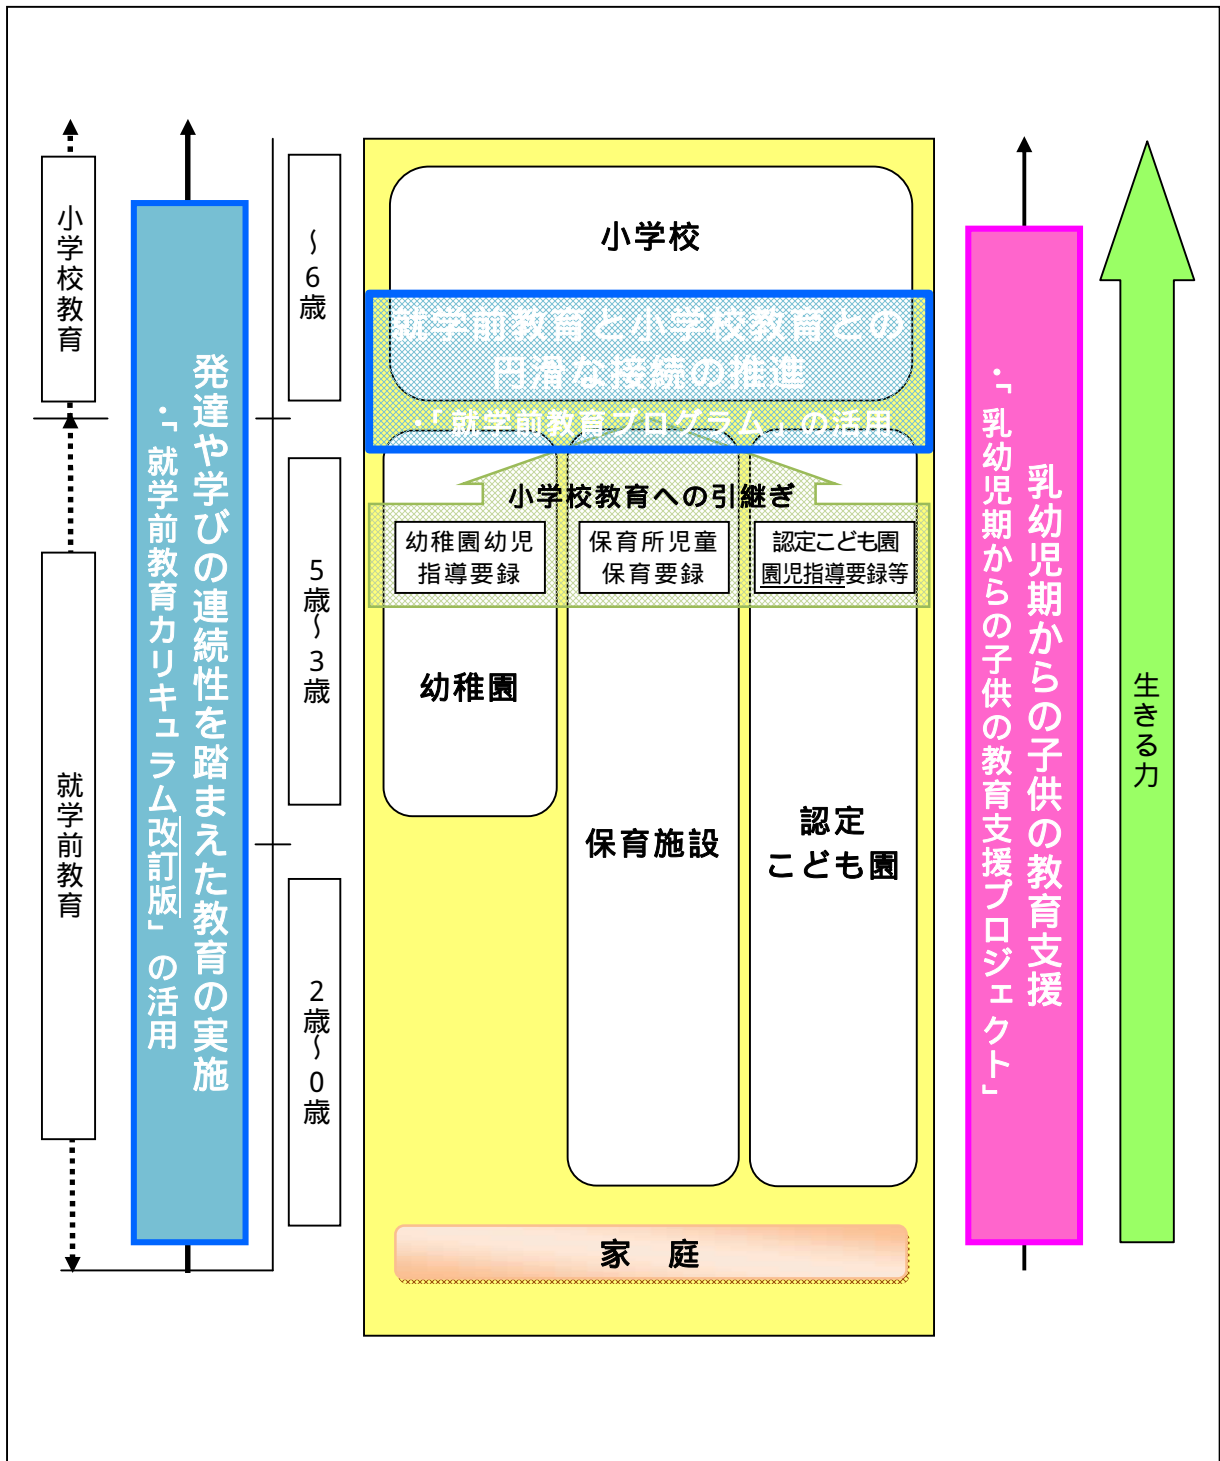 小学校教育
就学前教育
発達や学びの連続性を踏まえた教育の実施
・「就学前教育カリキュラム改訂版」の活用
～6歳
5歳～3歳
2歳～0歳
小学校
就学前教育と小学校教育との
円滑な接続の推進
「就学前教育プログラム」の活用
小学校教育への引継ぎ
幼稚園幼児
指導要録
保育所児童
保育要録
認定こども園
園児指導要録等
幼稚園
保育施設
認定
こども園
家 庭
乳幼児期からの子供の教育支援
・「乳幼児期からの子供の教育支援プロジェクト」
生きる力